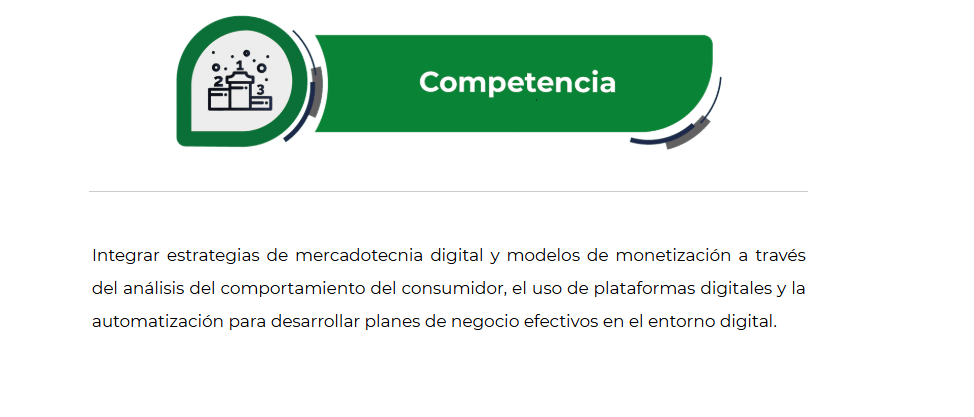 1
2
3
Competencia
Integrar estrategias de mercadotecnia digital y modelos de monetización a través
del análisis del comportamiento del consumidor, el uso de plataformas digitales y la
automatización para desarrollar planes de negocio efectivos en el entorno digital.